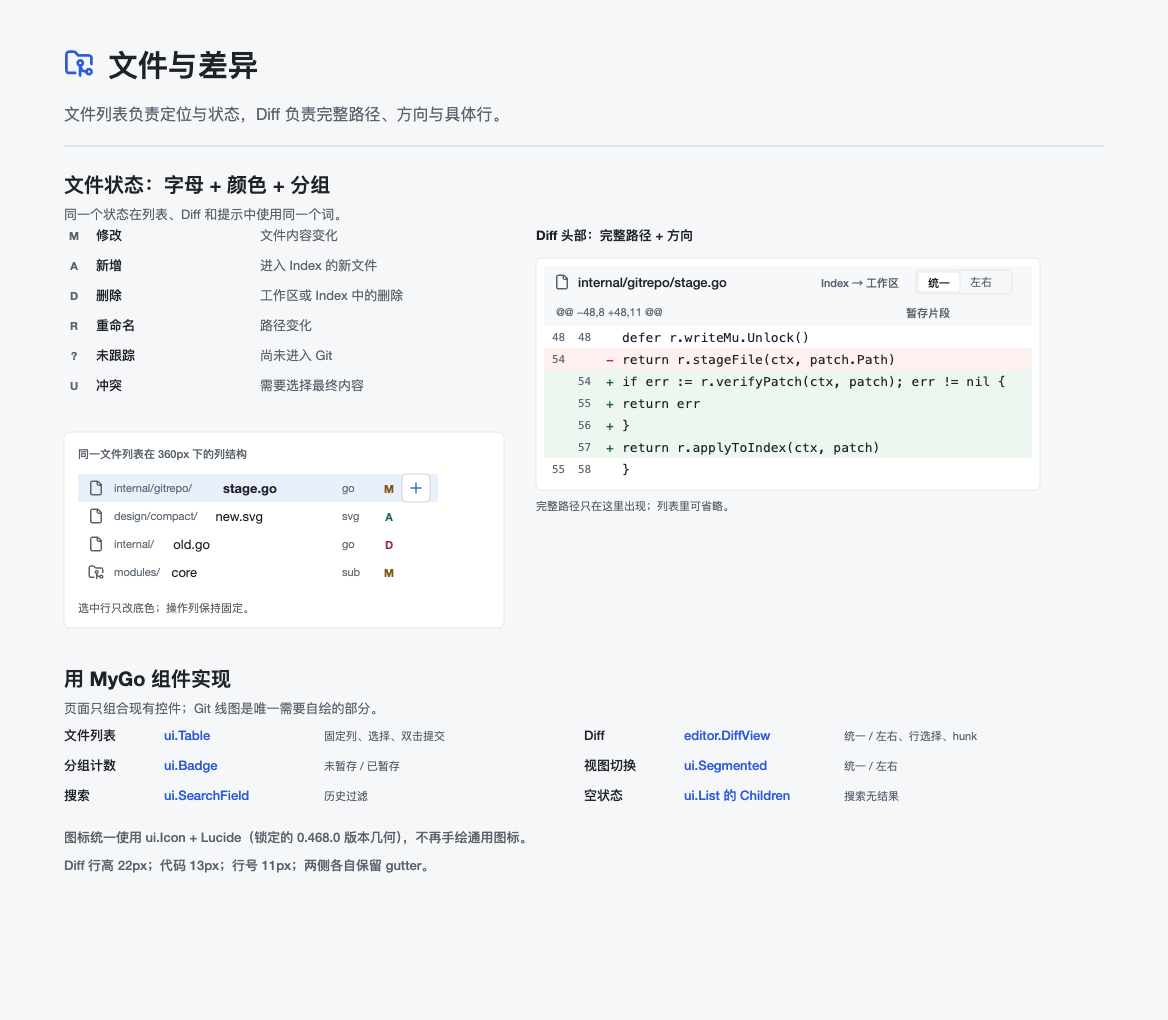 文件与差异
文件列表负责定位与状态，Diff 负责完整路径、方向与具体行。
文件状态：字母 + 颜色 + 分组
同一个状态在列表、Diff 和提示中使用同一个词。
M 修改 文件内容变化
A 新增 进入 Index 的新文件
D 删除 工作区或 Index 中的删除
R 重命名 路径变化
? 未跟踪 尚未进入 Git
U 冲突 需要选择最终内容
同一文件列表在 360px 下的列结构
internal/gitrepo/ stage.go go M +
design/compact/ new.svg svg A
internal/ old.go go D
modules/ core sub M
选中行只改底色；操作列保持固定。
Diff 头部：完整路径 + 方向
internal/gitrepo/stage.go Index → 工作区 统一 左右
@@ −48,8 +48,11 @@ 暂存片段
48 48 defer r.writeMu.Unlock()
54 − return r.stageFile(ctx, patch.Path)
54 + if err := r.verifyPatch(ctx, patch); err != nil {
55 + return err
56 + }
57 + return r.applyToIndex(ctx, patch)
55 58 }
完整路径只在这里出现；列表里可省略。
用 MyGo 组件实现
页面只组合现有控件；Git 线图是唯一需要自绘的部分。
文件列表 ui.Table 固定列、选择、双击提交
分组计数 ui.Badge 未暂存 / 已暂存
搜索 ui.SearchField 历史过滤
Diff editor.DiffView 统一 / 左右、行选择、hunk
视图切换 ui.Segmented 统一 / 左右
空状态 ui.List 的 Children 搜索无结果
图标统一使用 ui.Icon + Lucide（锁定的 0.468.0 版本几何），不再手绘通用图标。
Diff 行高 22px；代码 13px；行号 11px；两侧各自保留 gutter。